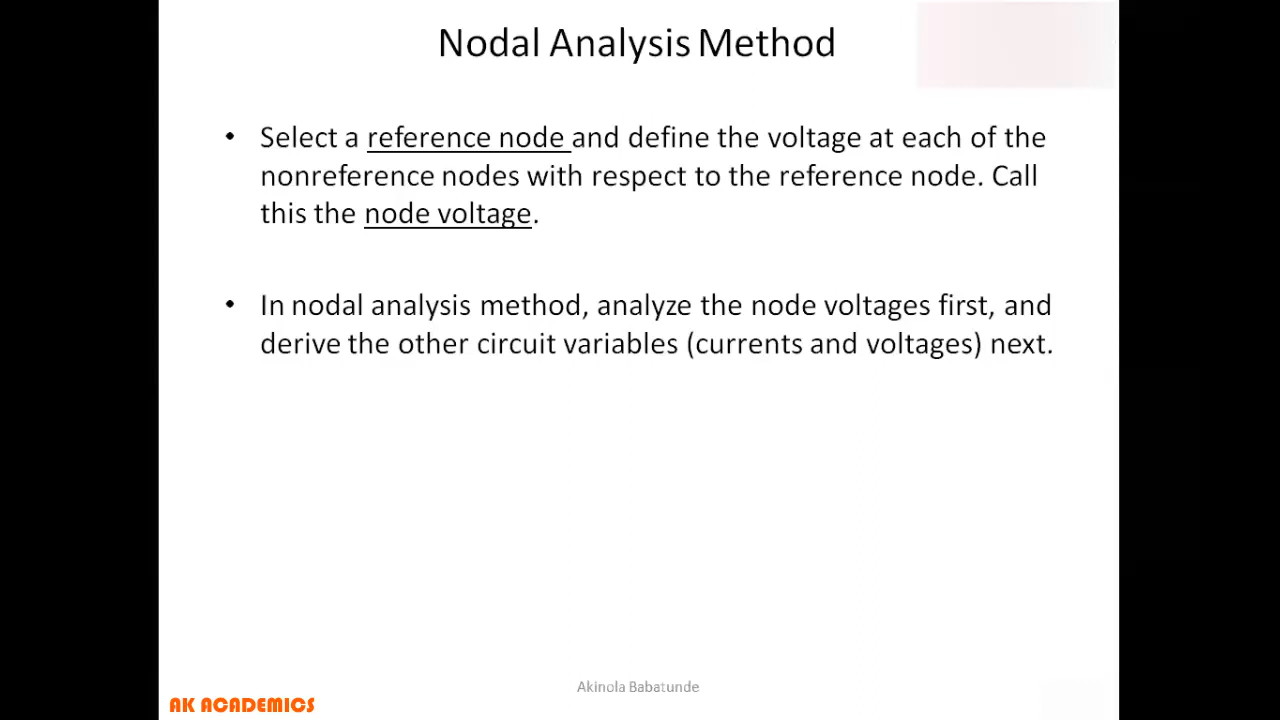 Nodal Analysis Method
• Select a reference node and define the voltage at each of the
nonreference nodes with respect to the reference node. Call
this the node voltage.
• In nodal analysis method, analyze the node voltages first, and
derive the other circuit variables (currents and voltages) next.
Akinola Babatunde
AK ACADEMICS